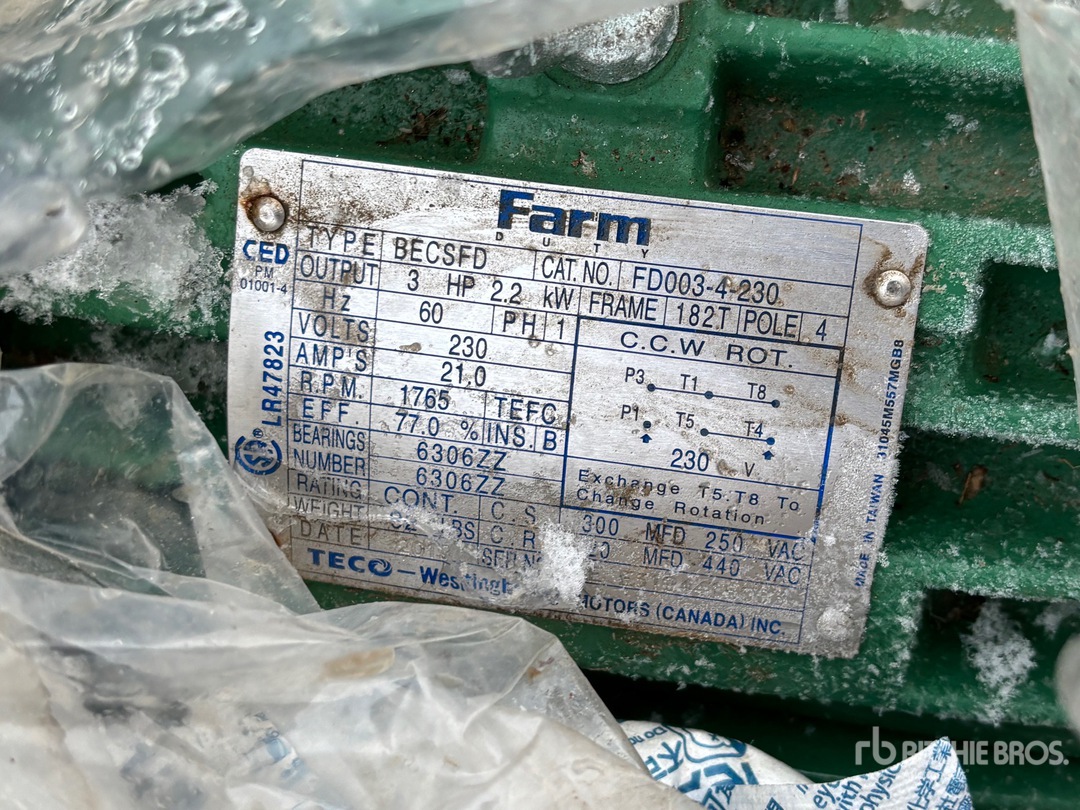 Farm
DUTY
TYPE BECSFD CAT. NO. FD003-4-230
OUTPUT 3 HP 2.2 kW FRAME 182T POLE 4
Hz 60 PH 1
VOLTS 230
AMP'S 21.0
R.P.M. 1765 TEFC
EFF. 77.0 % INS. B
BEARINGS 6306ZZ
NUMBER 6306ZZ
RATING CONT. C.S. 300 MFD 250 VAC
WEIGHT LBS C.R. MFD 440 VAC
DATE SER NO
TECO-Westingh MOTORS (CANADA) INC.
C.C.W ROT.
P3 T1 T8
P1 T5 T4
230 V
Exchange T5.T8 To
Change Rotation
CED
PM
01001-4
LR47823
MADE IN TAIWAN 31045M557MGB8
rb RITCHIE BROS.